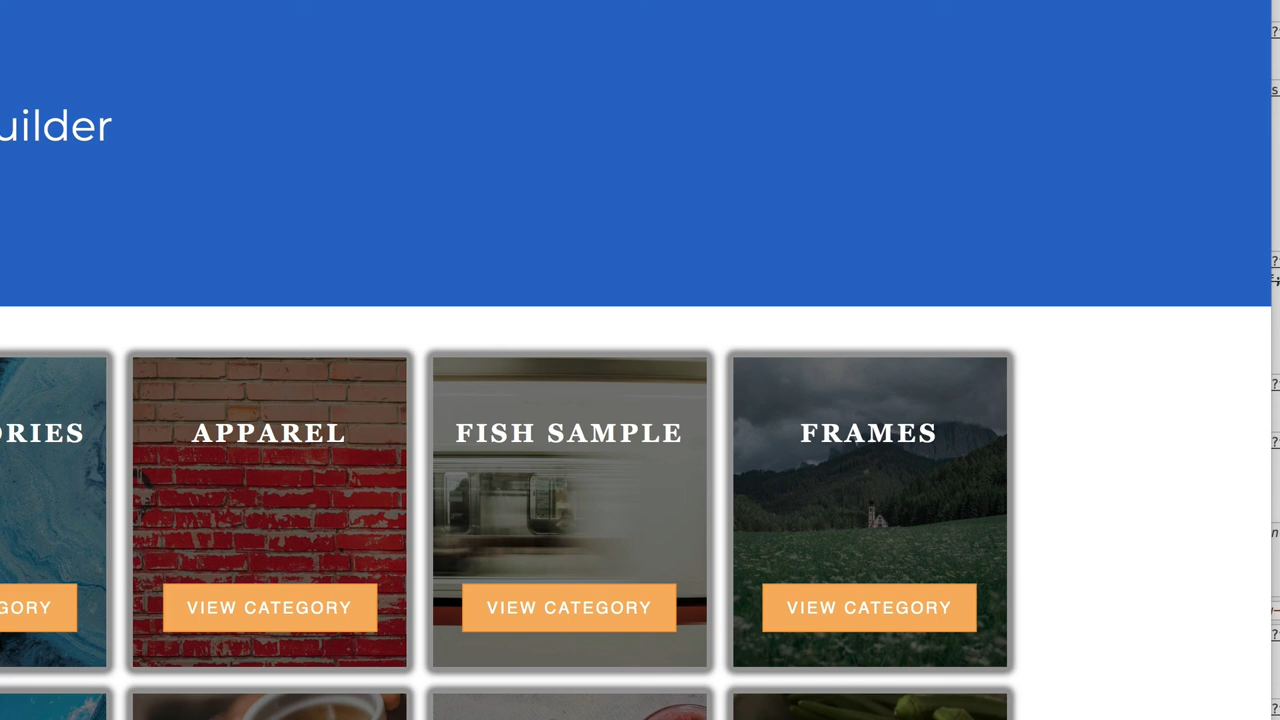 uilder
ORIES
APPAREL
FISH SAMPLE
FRAMES
GORY
VIEW CATEGORY
VIEW CATEGORY
VIEW CATEGORY